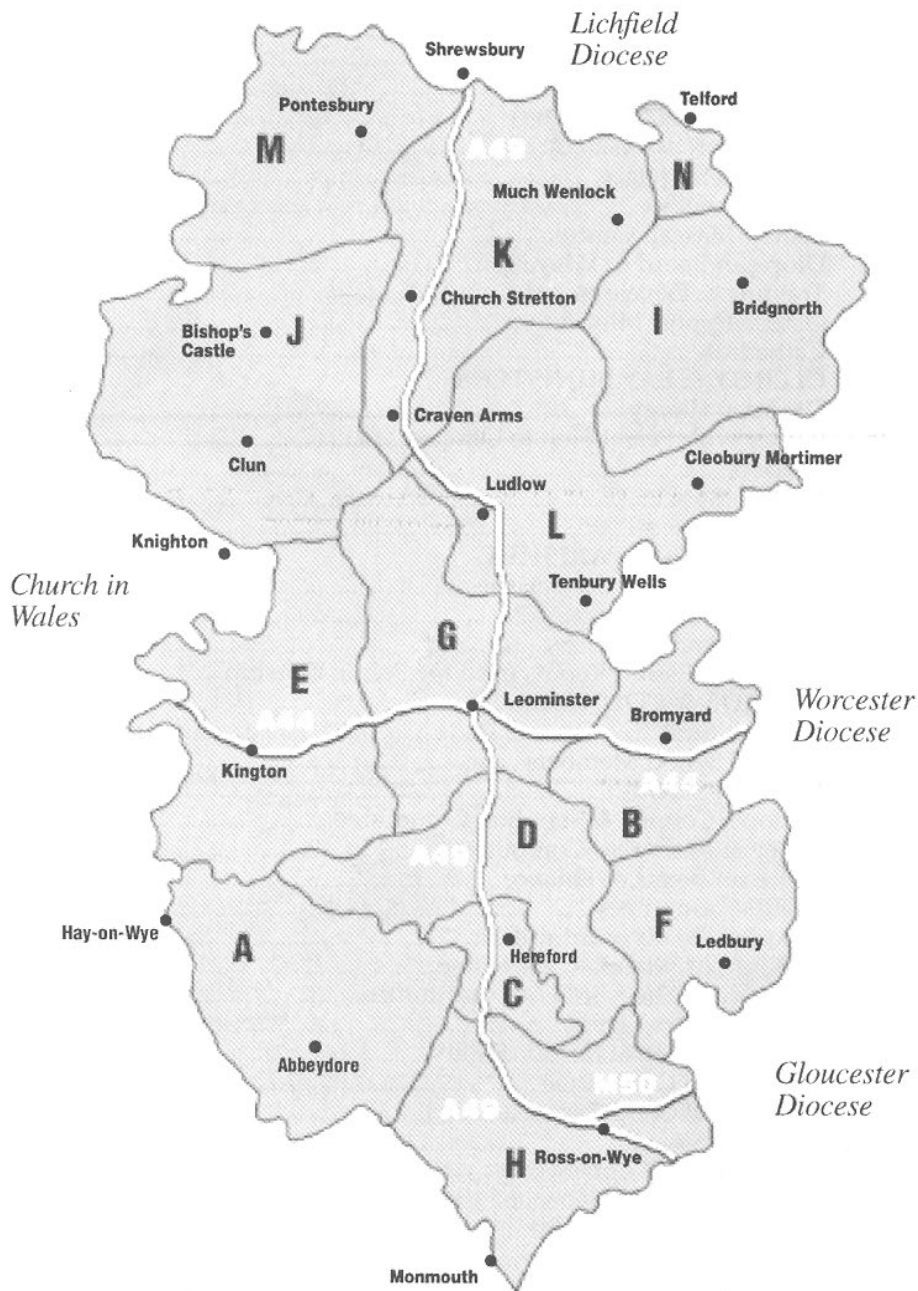 Lichfield
Diocese
Shrewsbury
Pontesbury
Telford
M
A49
N
Much Wenlock
K
Church Stretton
Bridgnorth
I
J
Bishop's
Castle
Craven Arms
Clun
Cleobury Mortimer
Ludlow
L
Knighton
Church in
Wales
Tenbury Wells
G
E
Leominster
Worcester
Diocese
Bromyard
A44
Kington
A44
B
D
A49
F
Hay-on-Wye
A
Ledbury
Hereford
C
Abbeydore
Gloucester
Diocese
M50
A49
H
Ross-on-Wye
Monmouth